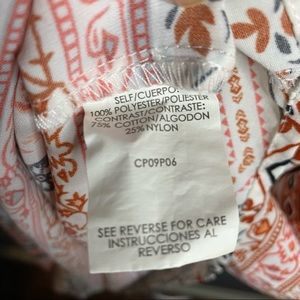 SELF/CUERPO:
100% POLYESTER/POLIESTER
CONTRAST/CONTRASTE:
75% COTTON/ALGODON
25% NYLON
CP09P06
SEE REVERSE FOR CARE
INSTRUCCIONES AL
REVERSO